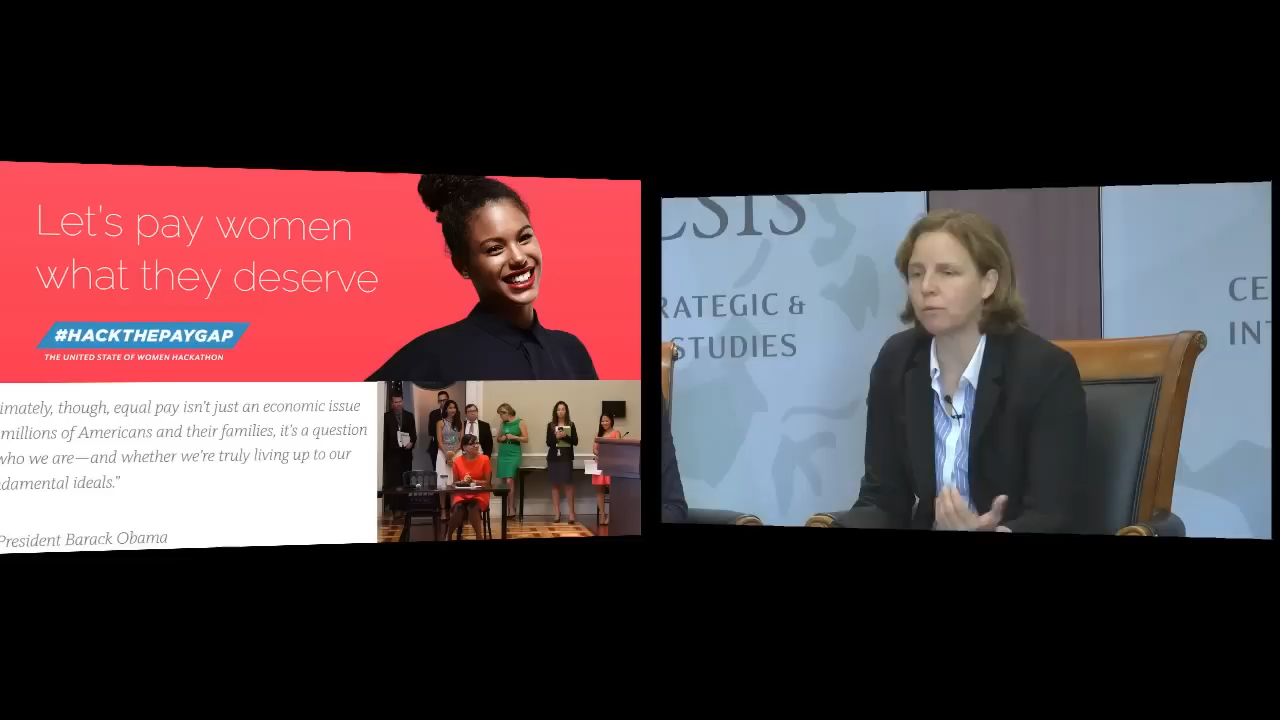 Let's pay women
what they deserve
#HACKTHEPAYGAP
THE UNITED STATE OF WOMEN HACKATHON
imately, though, equal pay isn't just an economic issue
millions of Americans and their families, it's a question
who we are—and whether we're truly living up to our
damental ideals.”
President Barack Obama
CSIS
RATEGIC &
STUDIES
CE
INT